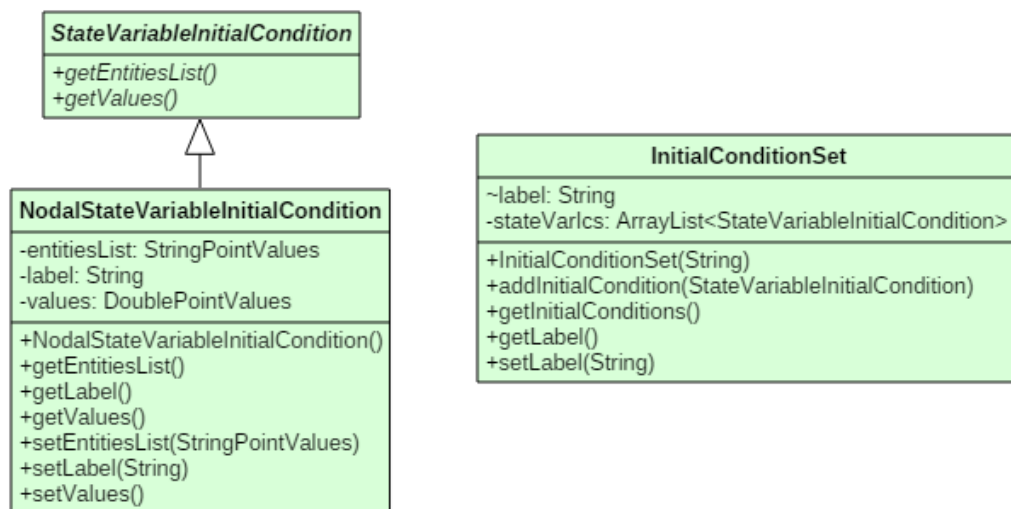 StateVariableInitialCondition
+getEntitiesList()
+getValues()
NodalStateVariableInitialCondition
-entitiesList: StringPointValues
-label: String
-values: DoublePointValues
+NodalStateVariableInitialCondition()
+getEntitiesList()
+getLabel()
+getValues()
+setEntitiesList(StringPointValues)
+setLabel(String)
+setValues()
InitialConditionSet
~label: String
-stateVarIcs: ArrayList<StateVariableInitialCondition>
+InitialConditionSet(String)
+addInitialCondition(StateVariableInitialCondition)
+getInitialConditions()
+getLabel()
+setLabel(String)